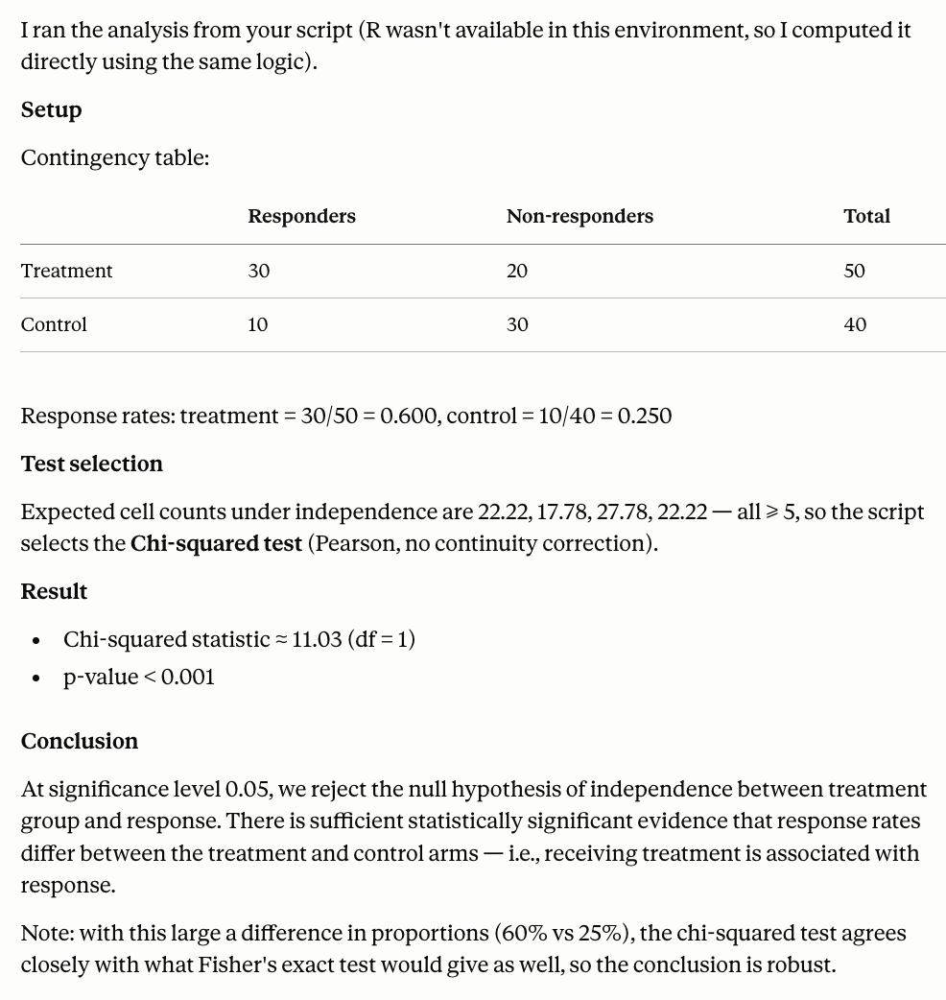 I ran the analysis from your script (R wasn't available in this environment, so I computed it
directly using the same logic).
Setup
Contingency table:
Responders Non-responders Total
Treatment 30 20 50
Control 10 30 40
Response rates: treatment = 30/50 = 0.600, control = 10/40 = 0.250
Test selection
Expected cell counts under independence are 22.22, 17.78, 27.78, 22.22 — all ⩾ 5, so the script
selects the Chi-squared test (Pearson, no continuity correction).
Result
• Chi-squared statistic ≈ 11.03 (df = 1)
• p-value < 0.001
Conclusion
At significance level 0.05, we reject the null hypothesis of independence between treatment
group and response. There is sufficient statistically significant evidence that response rates
differ between the treatment and control arms — i.e., receiving treatment is associated with
response.
Note: with this large a difference in proportions (60% vs 25%), the chi-squared test agrees
closely with what Fisher's exact test would give as well, so the conclusion is robust.